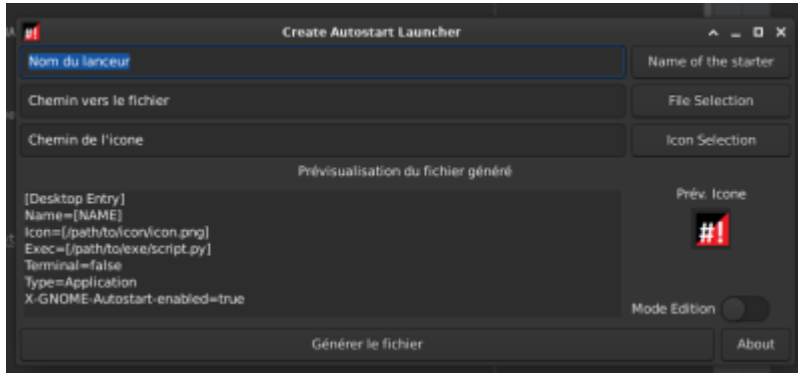 Create Autostart Launcher
Nom du lanceur
Name of the starter
Chemin vers le fichier
File Selection
Chemin de l'icone
Icon Selection
Prévisualisation du fichier généré
[Desktop Entry]
Name=[NAME]
Icon=[/path/to/icon/icon.png]
Exec=[/path/to/exe/script.py]
Terminal=false
Type=Application
X-GNOME-Autostart-enabled=true
Prév. Icone
#!
Mode Edition
Générer le fichier
About